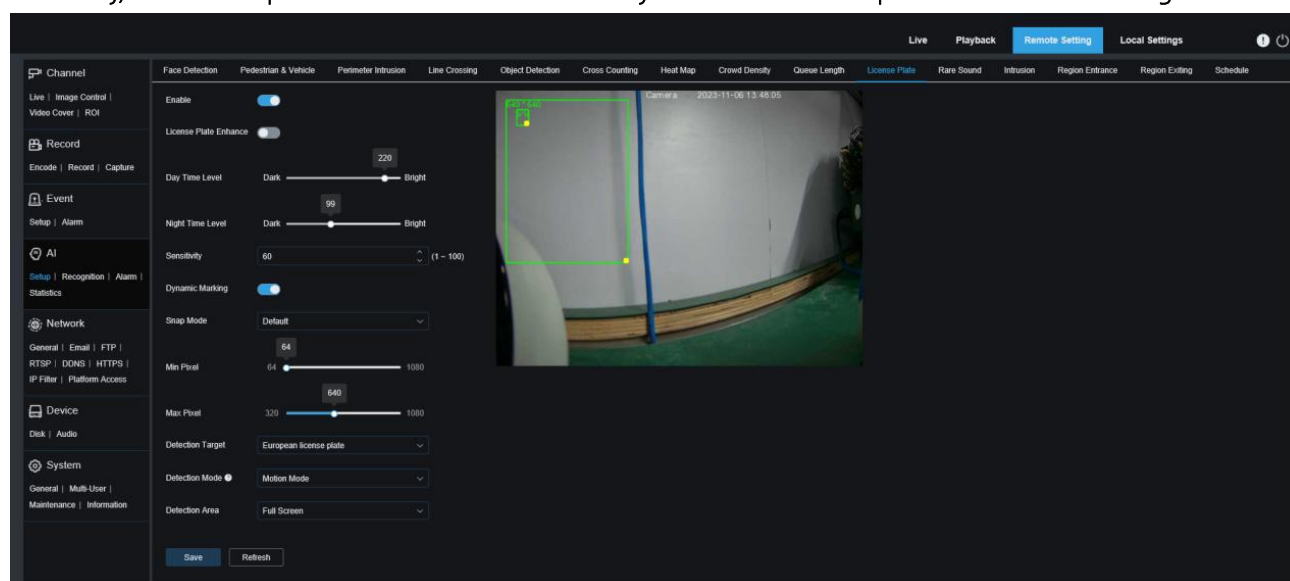 Live Playback Remote Setting Local Settings
Channel
Live | Image Control |
Video Cover | ROI
Record
Encode | Record | Capture
Event
Setup | Alarm
AI
Setup | Recognition | Alarm |
Statistics
Network
General | Email | FTP |
RTSP | DDNS | HTTPS |
IP Filter | Platform Access
Device
Disk | Audio
System
General | Multi-User |
Maintenance | Information
Face Detection Pedestrian & Vehicle Perimeter Intrusion Line Crossing Object Detection Cross Counting Heat Map Crowd Density Queue Length License Plate Rare Sound Intrusion Region Entrance Region Exiting Schedule
Enable
License Plate Enhance
220
Day Time Level Dark Bright
99
Night Time Level Dark Bright
Sensitivity 60 (1 ~ 100)
Dynamic Marking
Snap Mode Default
64
Min Pixel 64 1080
640
Max Pixel 320 1080
Detection Target European license plate
Detection Mode Motion Mode
Detection Area Full Screen
Save Refresh
640*640 Camera 2023-11-06 13:48:05